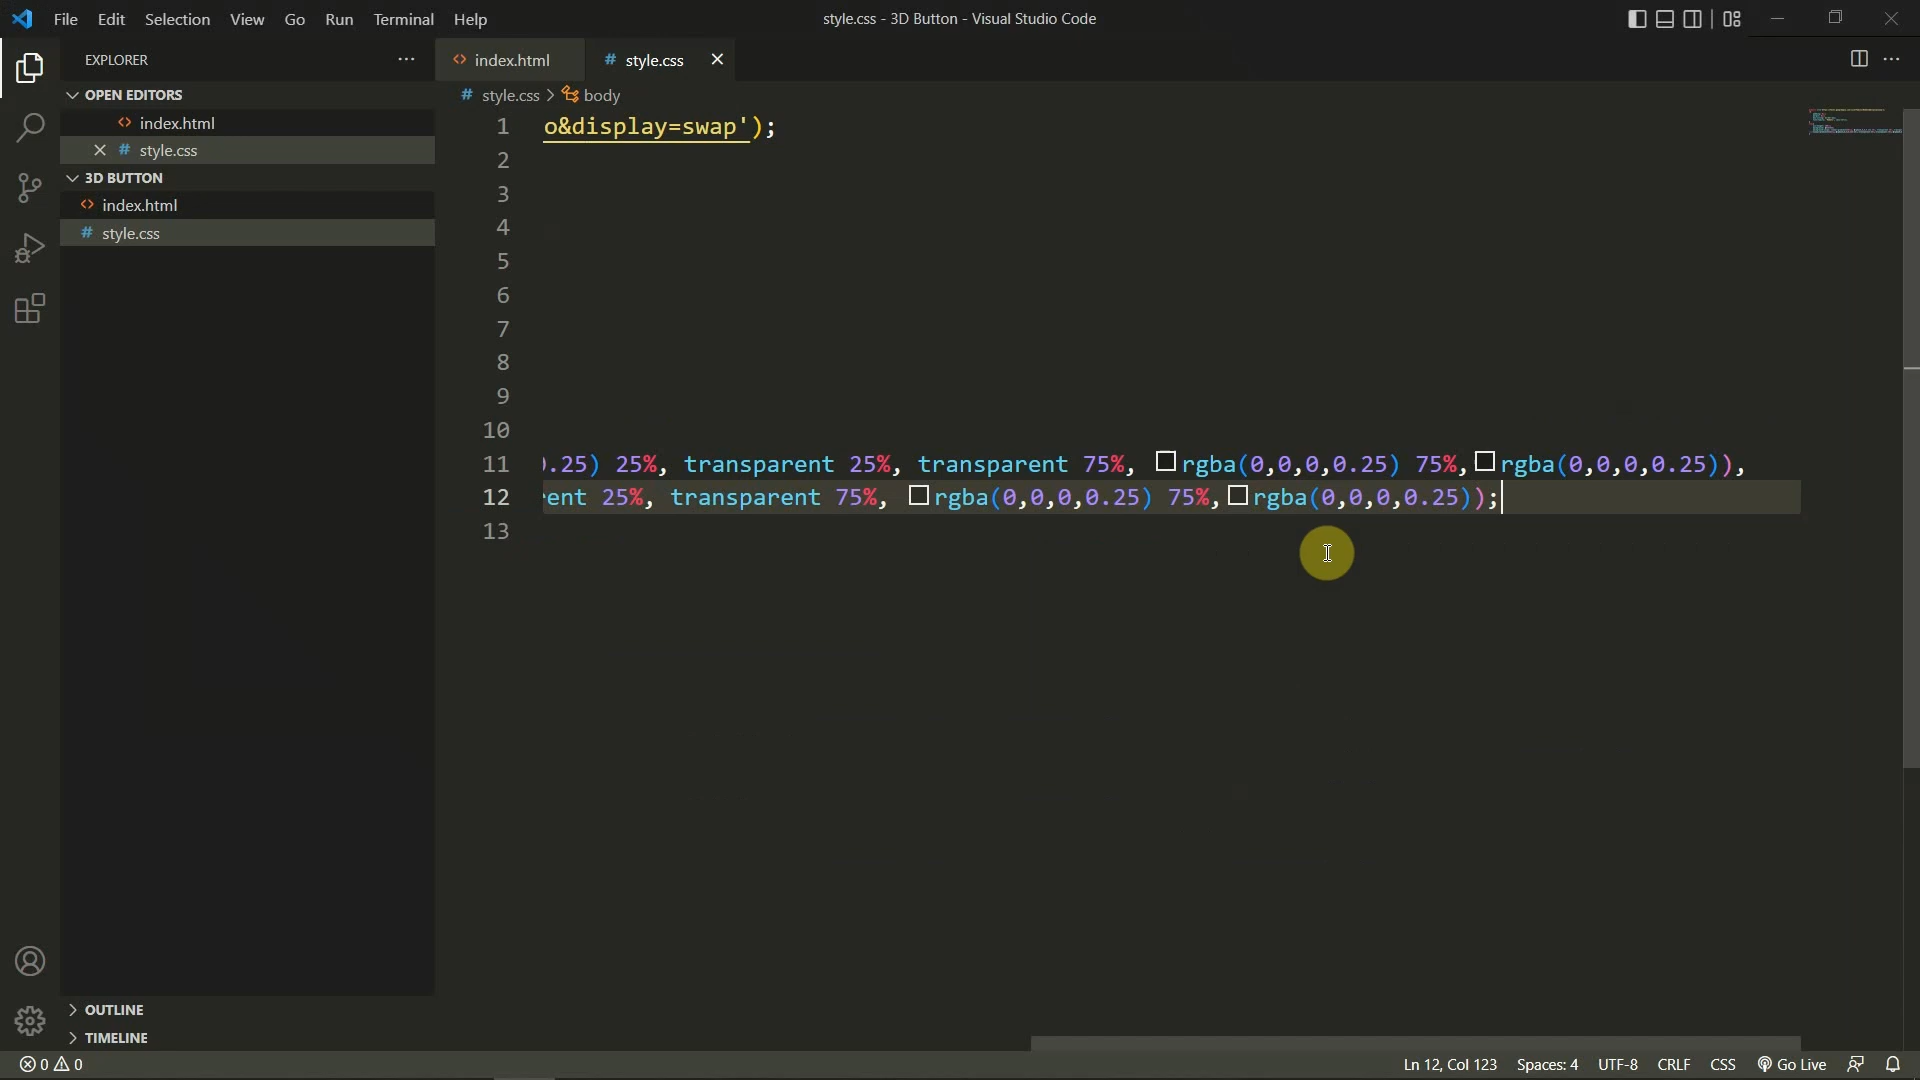 File Edit Selection View Go Run Terminal Help
style.css - 3D Button - Visual Studio Code
EXPLORER
OPEN EDITORS
index.html
# style.css
3D BUTTON
index.html
# style.css
OUTLINE
TIMELINE
index.html
# style.css
# style.css > body
1 o&display=swap');
2
3
4
5
6
7
8
9
10
11 ).25) 25%, transparent 25%, transparent 75%, rgba(0,0,0,0.25) 75%,rgba(0,0,0,0.25)),
12 ent 25%, transparent 75%, rgba(0,0,0,0.25) 75%,rgba(0,0,0,0.25));
13
0 0
Ln 12, Col 123 Spaces: 4 UTF-8 CRLF CSS Go Live